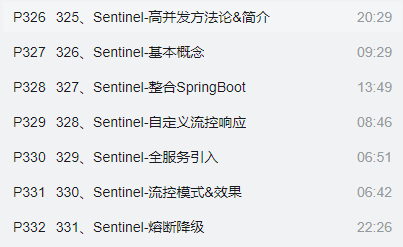 P326 325、Sentinel-高并发方法论&简介 20:29
P327 326、Sentinel-基本概念 09:29
P328 327、Sentinel-整合SpringBoot 13:49
P329 328、Sentinel-自定义流控响应 08:46
P330 329、Sentinel-全服务引入 06:51
P331 330、Sentinel-流控模式&效果 06:42
P332 331、Sentinel-熔断降级 22:26